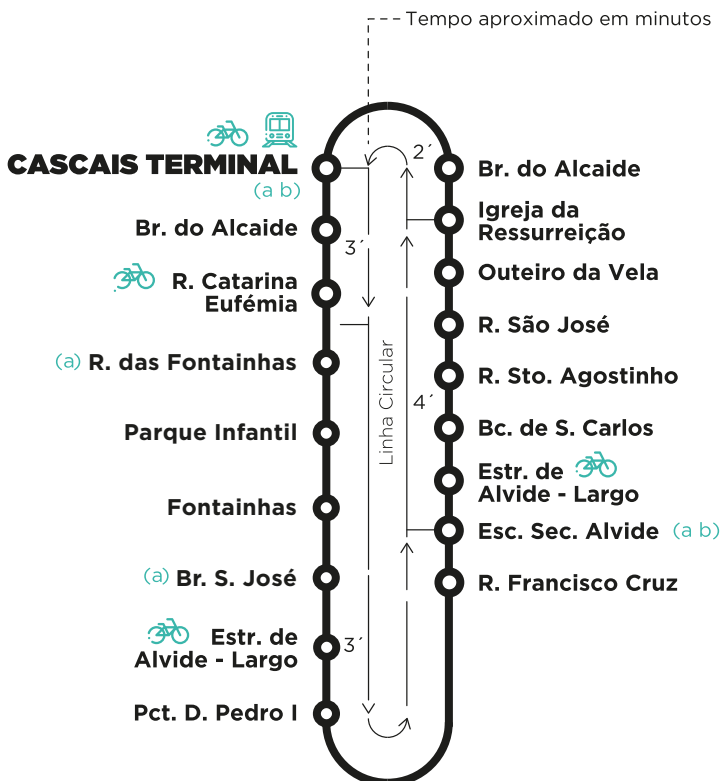 Tempo aproximado em minutos
CASCAIS TERMINAL
(a b)
Br. do Alcaide
R. Catarina
Eufémia
(a) R. das Fontainhas
Parque Infantil
Fontainhas
(a) Br. S. José
Estr. de
Alvide - Largo
Pct. D. Pedro I
3´
3´
Linha Circular
2´
4´
Br. do Alcaide
Igreja da
Ressurreição
Outeiro da Vela
R. São José
R. Sto. Agostinho
Bc. de S. Carlos
Estr. de
Alvide - Largo
Esc. Sec. Alvide (a b)
R. Francisco Cruz